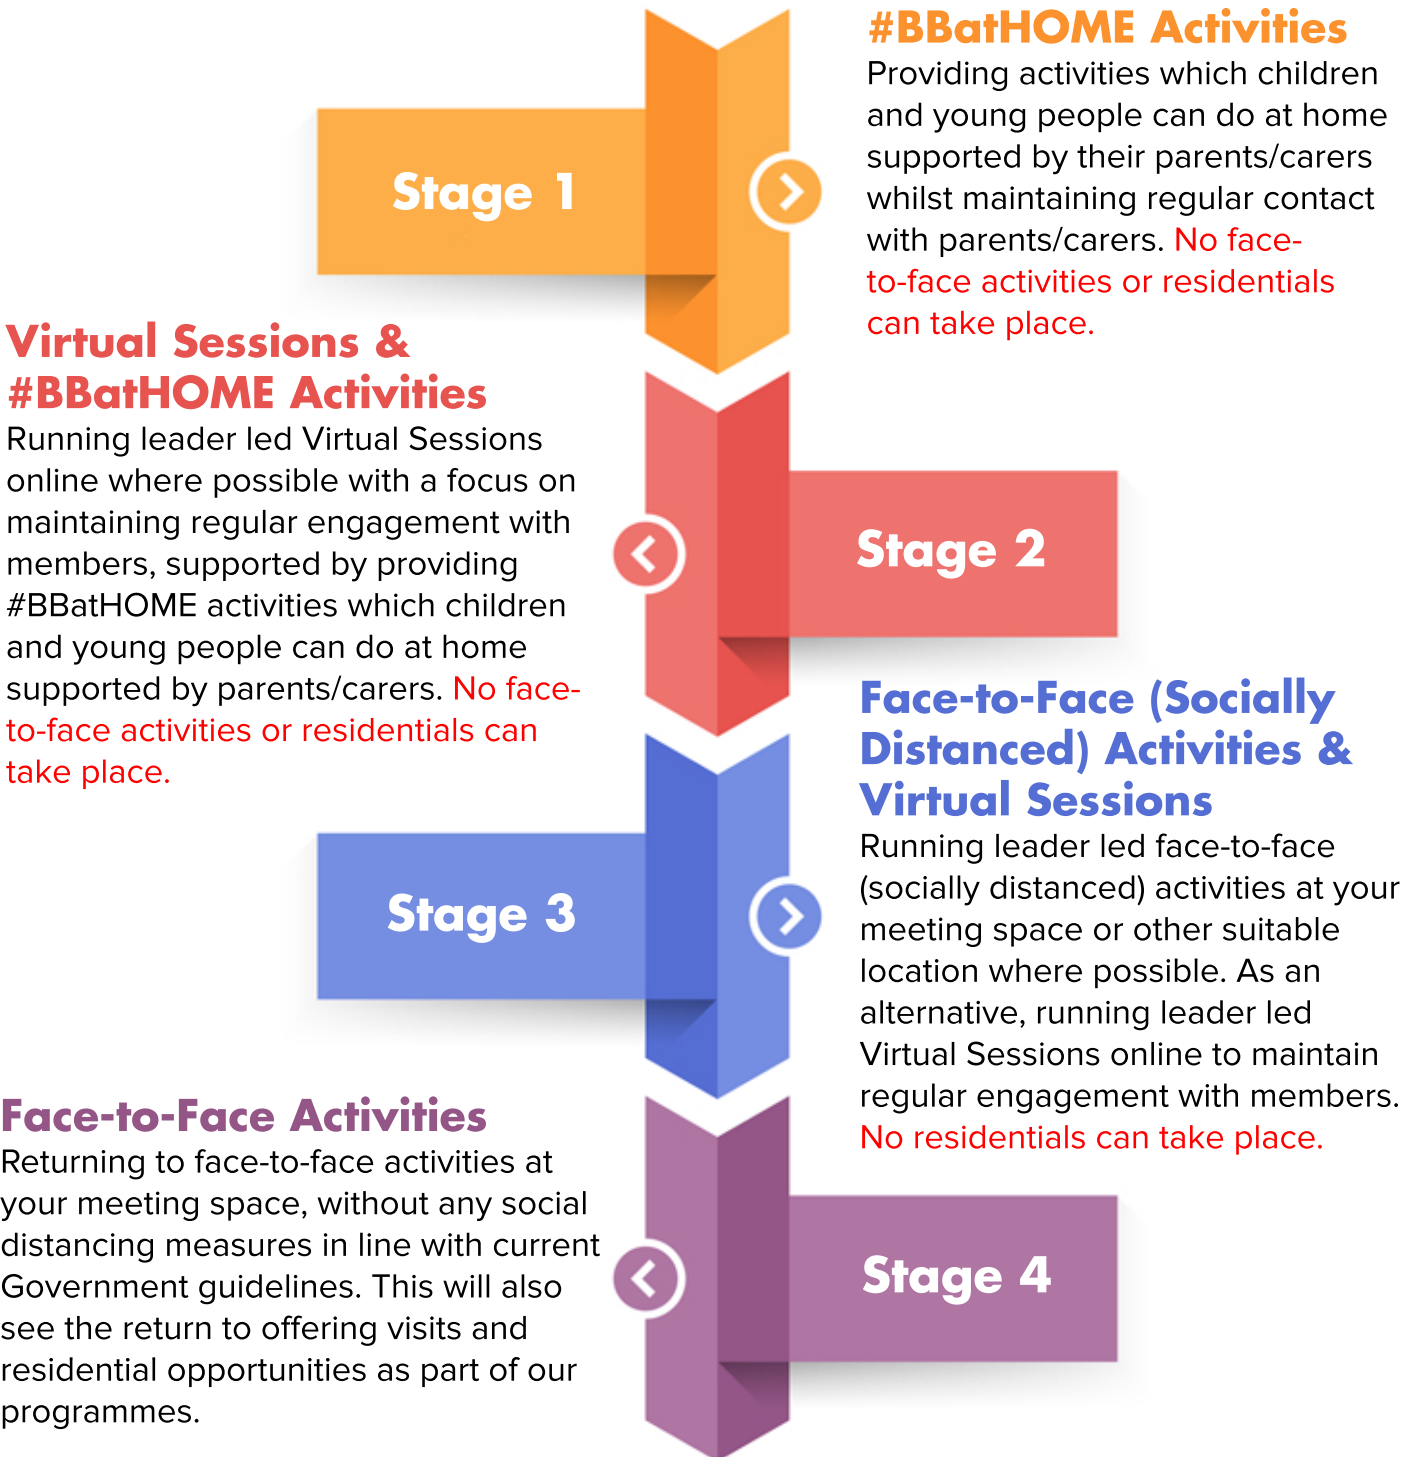 #BBatHOME Activities
Providing activities which children
and young people can do at home
supported by their parents/carers
whilst maintaining regular contact
with parents/carers. No face-
to-face activities or residentials
can take place.
Stage 1
Virtual Sessions &
#BBatHOME Activities
Running leader led Virtual Sessions
online where possible with a focus on
maintaining regular engagement with
members, supported by providing
#BBatHOME activities which children
and young people can do at home
supported by parents/carers. No face-
to-face activities or residentials can
take place.
Stage 2
Face-to-Face (Socially
Distanced) Activities &
Virtual Sessions
Running leader led face-to-face
(socially distanced) activities at your
meeting space or other suitable
location where possible. As an
alternative, running leader led
Virtual Sessions online to maintain
regular engagement with members.
No residentials can take place.
Stage 3
Face-to-Face Activities
Returning to face-to-face activities at
your meeting space, without any social
distancing measures in line with current
Government guidelines. This will also
see the return to offering visits and
residential opportunities as part of our
programmes.
Stage 4